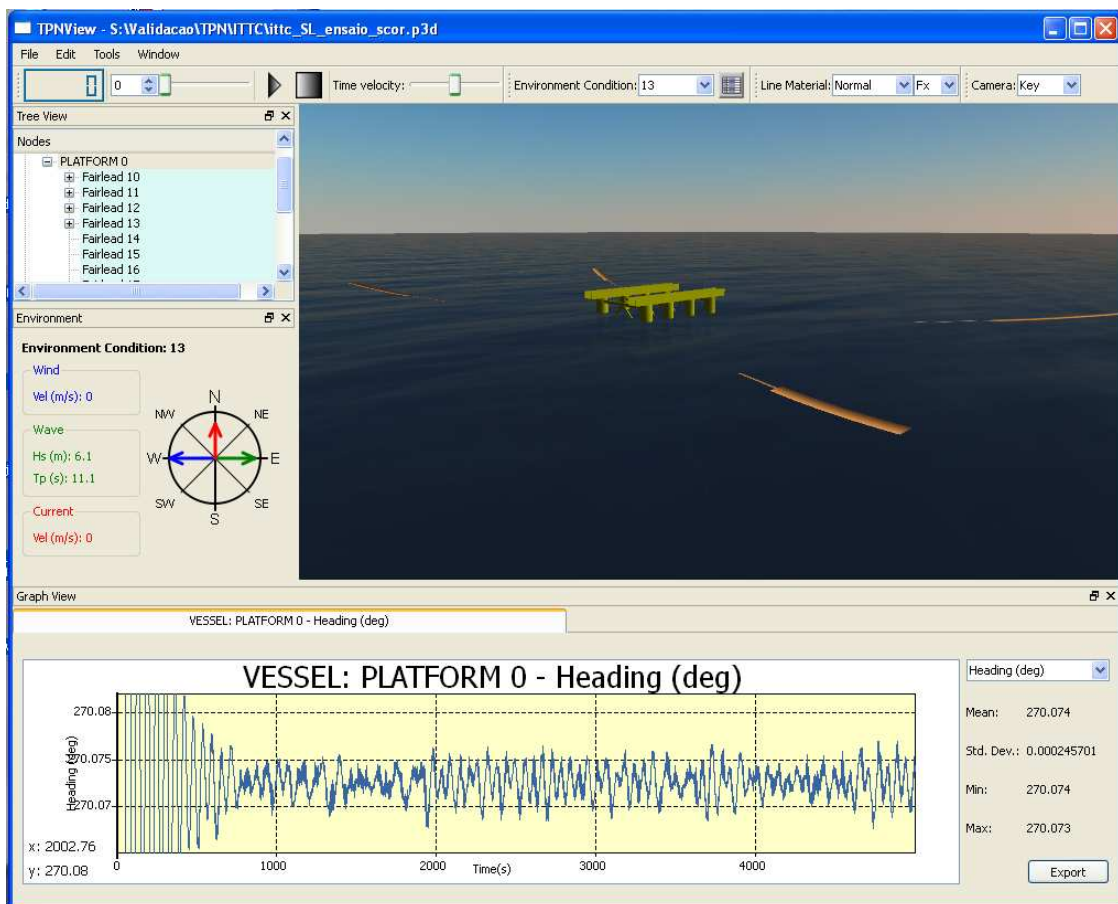 TPNView - S:\Validacao\TPN\ITTC\ittc_SL_ensaio_scor.p3d
File Edit Tools Window
0 0 Time velocity: Environment Condition: 13 Line Material: Normal Fx Camera: Key
Tree View
Nodes
PLATFORM 0
Fairlead 10
Fairlead 11
Fairlead 12
Fairlead 13
Fairlead 14
Fairlead 15
Fairlead 16
Environment
Environment Condition: 13
Wind
Vel (m/s): 0
Wave
Hs (m): 6.1
Tp (s): 11.1
Current
Vel (m/s): 0
N
NW NE
W E
SW SE
S
Graph View
VESSEL: PLATFORM 0 - Heading (deg)
VESSEL: PLATFORM 0 - Heading (deg)
Heading (deg)
270.08
270.075
270.07
x: 2002.76
y: 270.08
0 1000 2000 3000 4000
Time(s)
Heading (deg)
Mean: 270.074
Std. Dev.: 0.000245701
Min: 270.074
Max: 270.073
Export